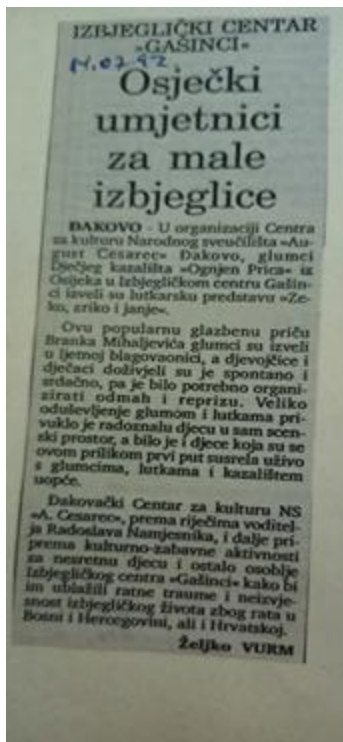 IZBJEGLIČKI CENTAR
»GAŠINCI«
14.07.92.
Osječki
umjetnici
za male
izbjeglice
ĐAKOVO - U organizaciji Centra
za kulturu Narodnog sveučilišta »Au-
gust Cesarec« Đakovo, glumci
Dječjeg kazališta »Ognjen Prica« iz
Osijeka u Izbjegličkom centru Gašin-
ci izveli su lutkarsku predstavu »Ze-
ko, zriko i janje«.
Ovu popularnu glazbenu priču
Branka Mihaljevića glumci su izveli
u ljetnoj blagovaonici, a djevojčice i
dječaci doživjeli su je spontano i
srdačno, pa je bilo potrebno organi-
zirati odmah i reprizu. Veliko
oduševljenje glumom i lutkama pri-
vuklo je radoznalu djecu u sam scen-
ski prostor, a bilo je i djece koja su se
ovom prilikom prvi put susrela uživo
s glumcima, lutkama i kazalištem
uopće.
Đakovački Centar za kulturu NS
»A. Cesarec«, prema riječima voditel-
ja Radoslava Namjesnika, i dalje pri-
prema kulturno-zabavne aktivnosti
za nesretnu djecu i ostalo osoblje
Izbjegličkog centra »Gašinci« kako bi
im ublažili ratne traume i neizvje-
snost izbjegličkog života zbog rata u
Bosni i Hercegovini, ali i Hrvatskoj.
Željko VURM